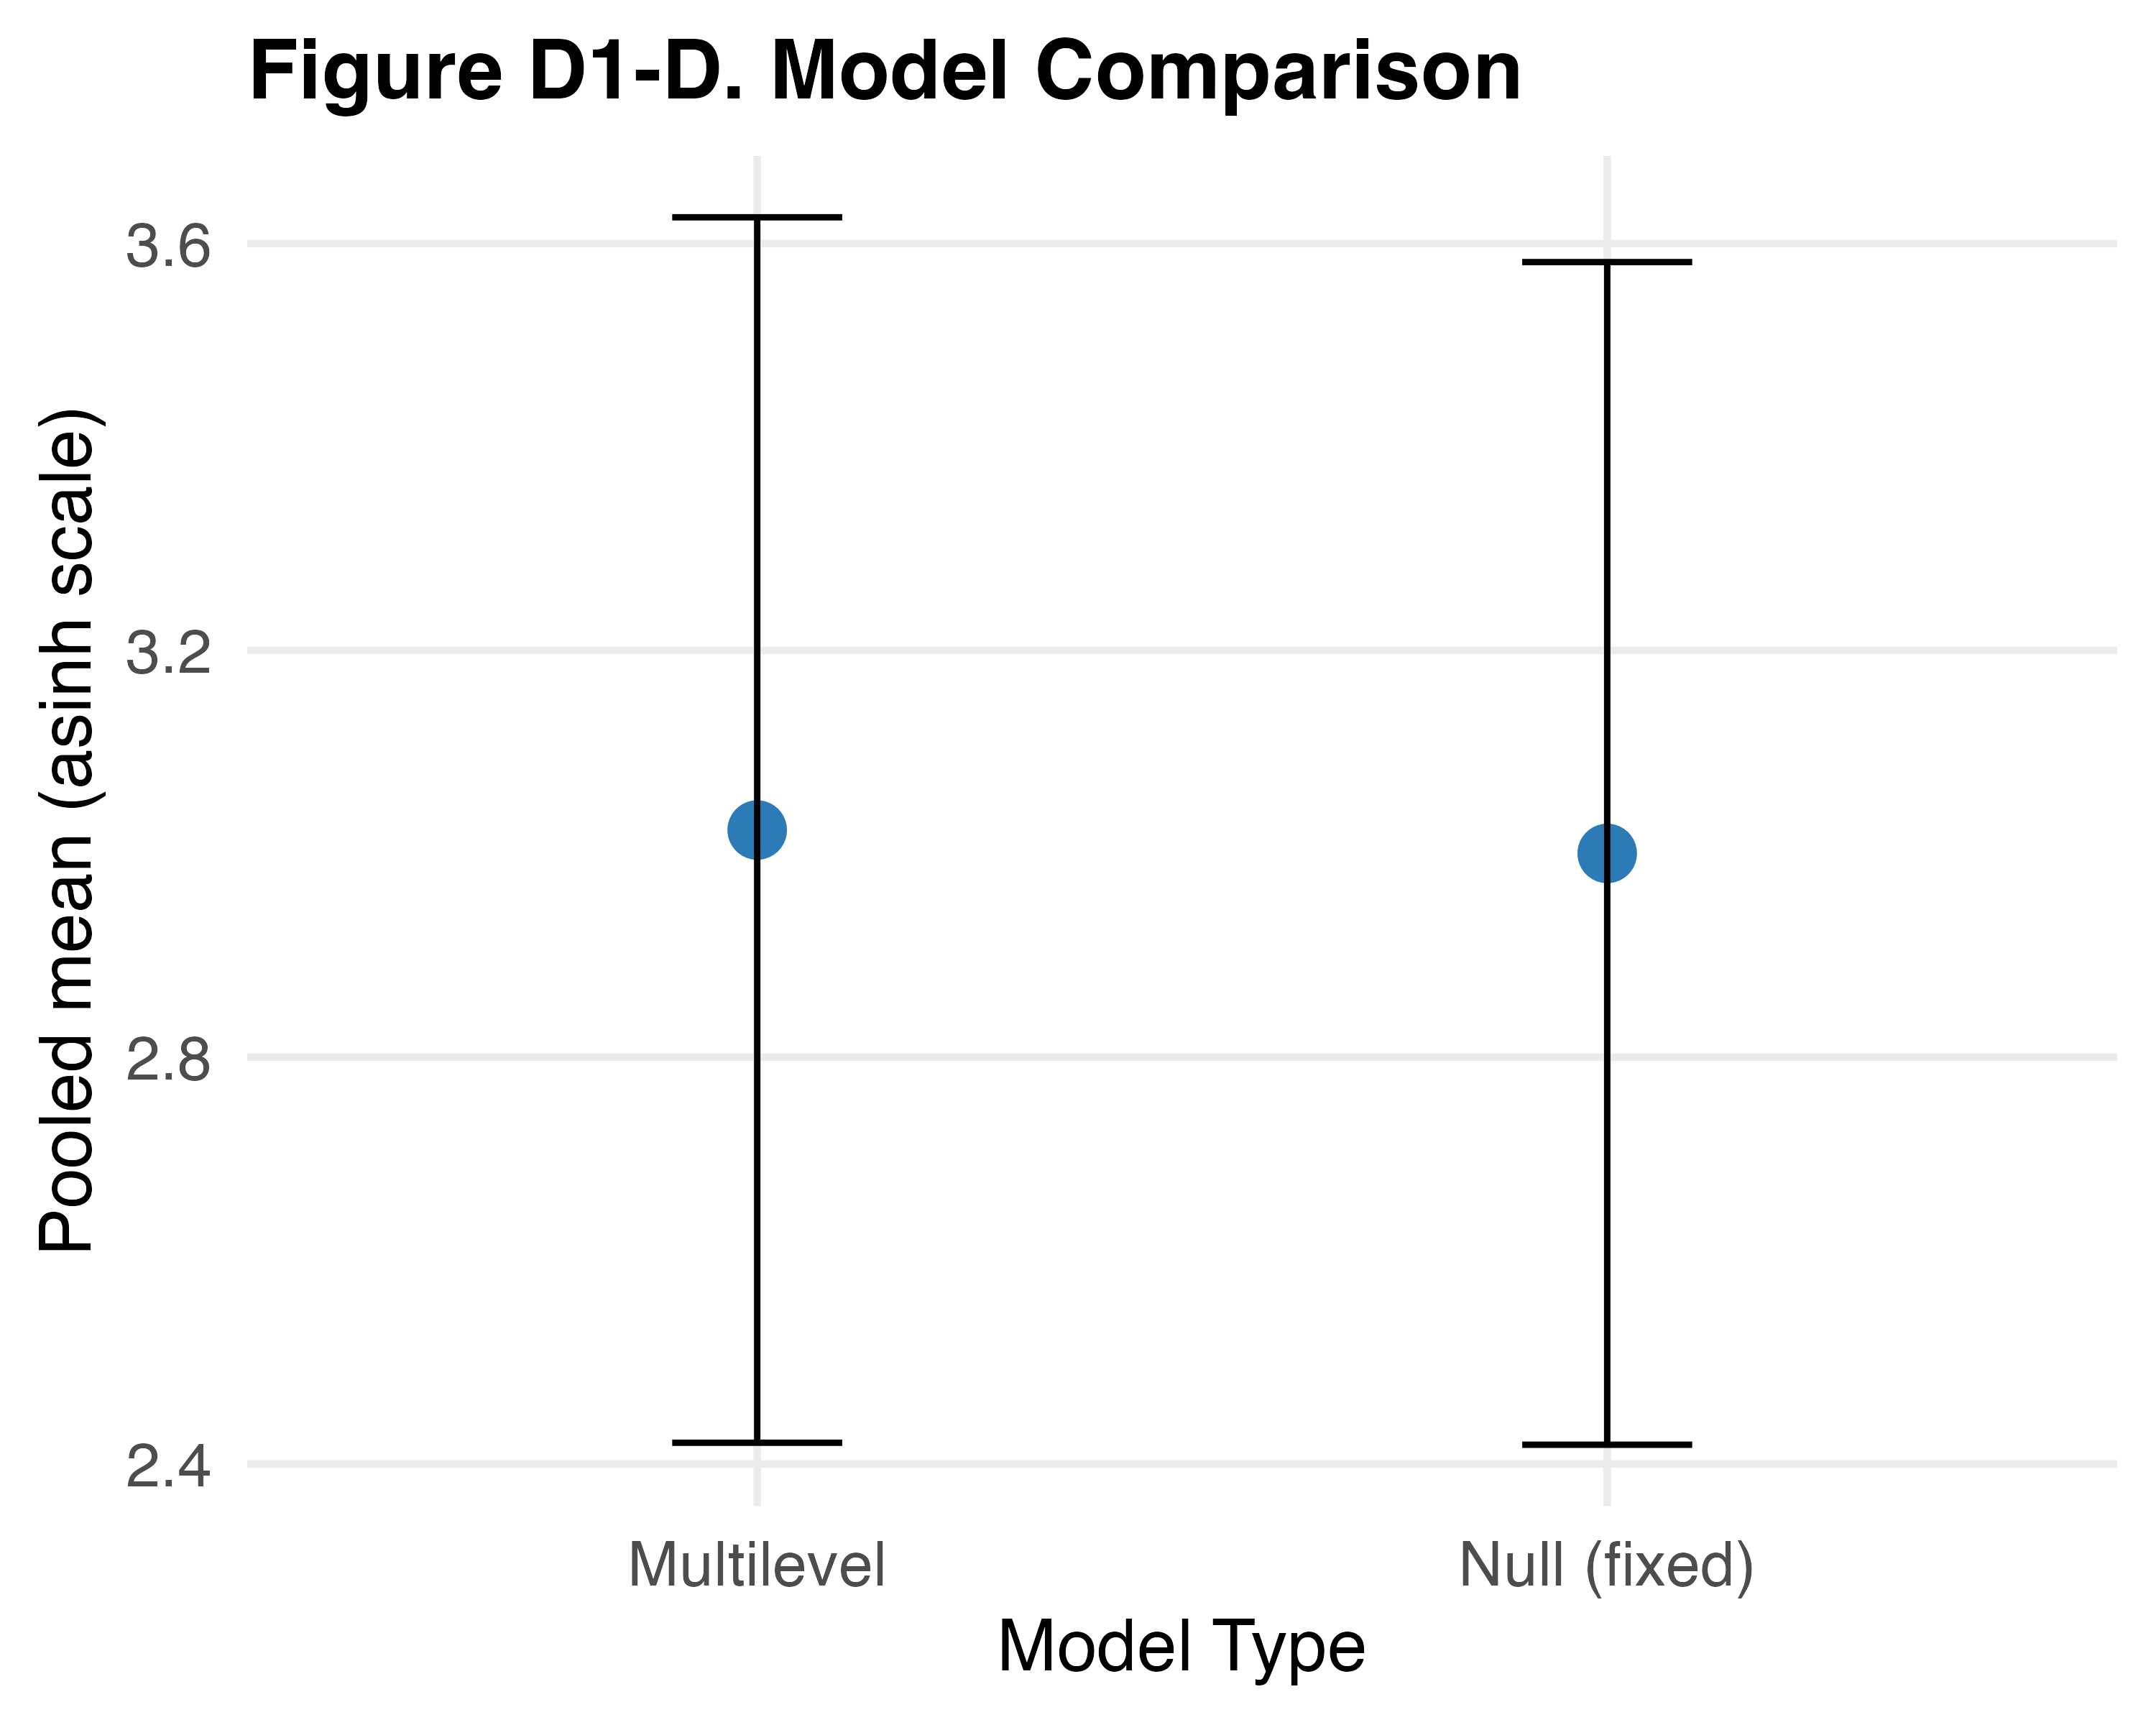 Figure D1-D. Model Comparison
Pooled mean (asinh scale)
3.6
3.2
2.8
2.4
Multilevel
Null (fixed)
Model Type